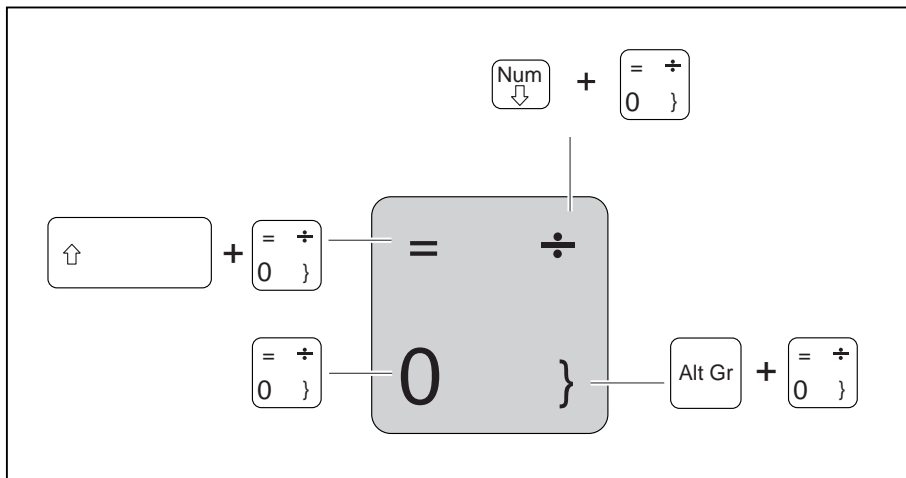 Num + = ÷
0 }
+ = ÷ = ÷
0 }
= ÷ 0 } Alt Gr + = ÷
0 } 0 }